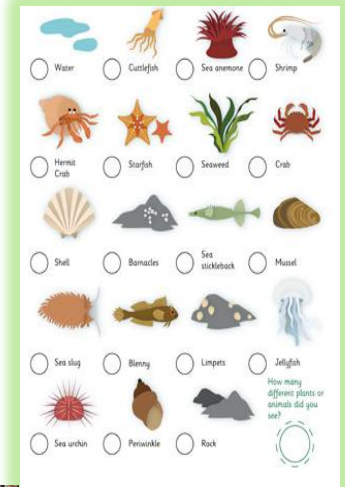 Water
Cuttlefish
Sea anemone
Shrimp
Hermit
Crab
Starfish
Seaweed
Crab
Shell
Barnacles
Sea
stickleback
Mussel
Sea slug
Blenny
Limpets
Jellyfish
How many
different plants or
animals did you
see?
Sea urchin
Periwinkle
Rock